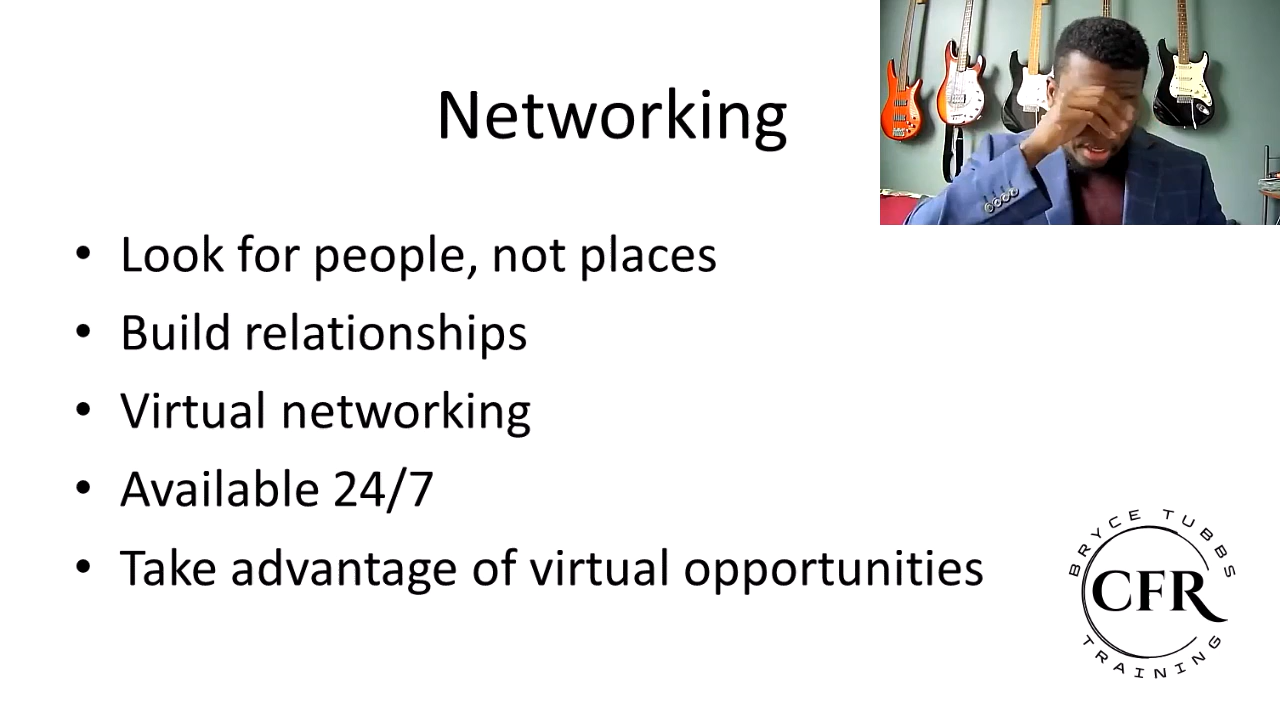 Networking
• Look for people, not places
• Build relationships
• Virtual networking
• Available 24/7
• Take advantage of virtual opportunities
BRYCE TUBBS
CFR
TRAINING